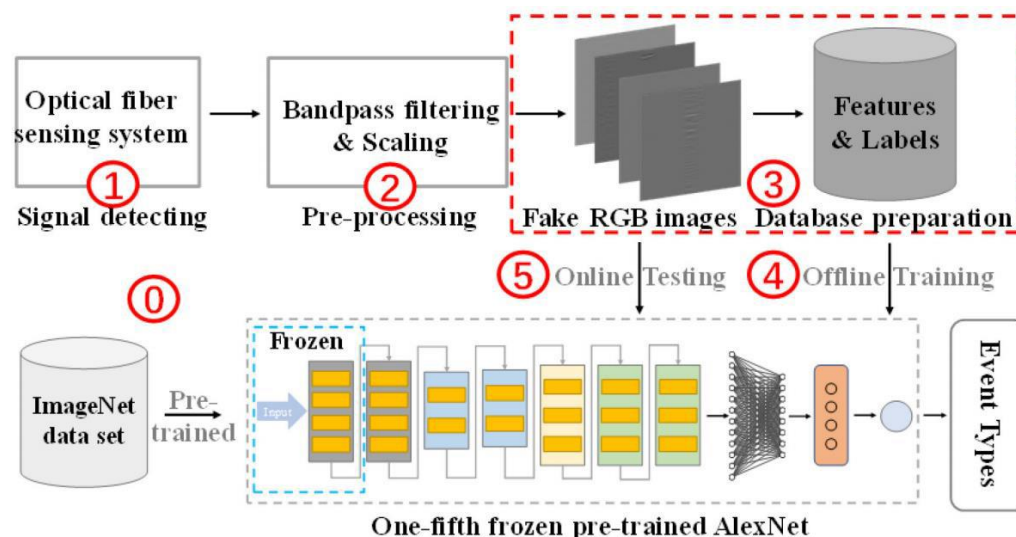 Optical fiber
sensing system
1
Signal detecting
Bandpass filtering
& Scaling
2
Pre-processing
Fake RGB images
3
Features
& Labels
Database preparation
5
Online Testing
4
Offline Training
0
ImageNet
data set
Pre-
trained
Frozen
Input
Event Types
One-fifth frozen pre-trained AlexNet